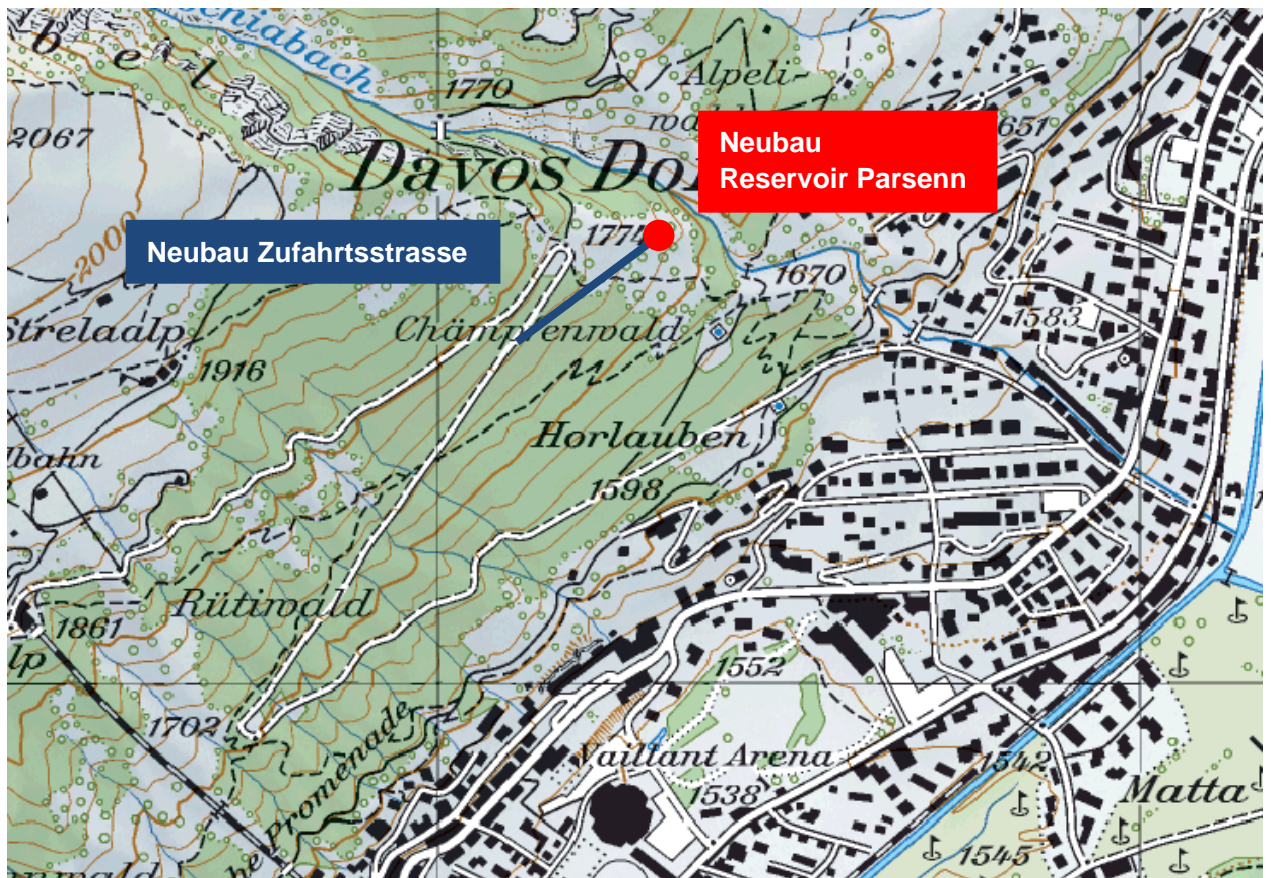 1770
Alpeli-
2067
651
Davos Do
Neubau
Reservoir Parsenn
Neubau Zufahrtsstrasse
1775
2000
1670
1583
Strelaalp
1916
Horlauben
1598
Rütiwald
1861
lp
1702
1552
Promenade
Vaillant Arena
1538
1542
Matta
1545